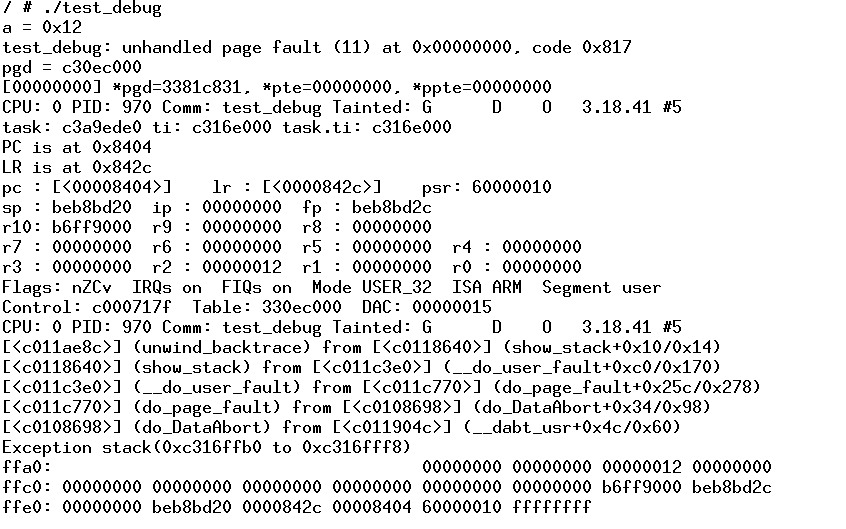 / # ./test_debug
a = 0x12
test_debug: unhandled page fault (11) at 0x00000000, code 0x817
pgd = c30ec000
[00000000] *pgd=3381c831, *pte=00000000, *ppte=00000000
CPU: 0 PID: 970 Comm: test_debug Tainted: G      D    O   3.18.41 #5
task: c3a9ede0 ti: c316e000 task.ti: c316e000
PC is at 0x8404
LR is at 0x842c
pc : [<00008404>]    lr : [<0000842c>]    psr: 60000010
sp : beb8bd20  ip : 00000000  fp : beb8bd2c
r10: b6ff9000  r9 : 00000000  r8 : 00000000
r7 : 00000000  r6 : 00000000  r5 : 00000000  r4 : 00000000
r3 : 00000000  r2 : 00000012  r1 : 00000000  r0 : 00000000
Flags: nZCv  IRQs on  FIQs on  Mode USER_32  ISA ARM  Segment user
Control: c000717f  Table: 330ec000  DAC: 00000015
CPU: 0 PID: 970 Comm: test_debug Tainted: G      D    O   3.18.41 #5
[<c011ae8c>] (unwind_backtrace) from [<c0118640>] (show_stack+0x10/0x14)
[<c0118640>] (show_stack) from [<c011c3e0>] (__do_user_fault+0xc0/0x170)
[<c011c3e0>] (__do_user_fault) from [<c011c770>] (do_page_fault+0x25c/0x278)
[<c011c770>] (do_page_fault) from [<c0108698>] (do_DataAbort+0x34/0x98)
[<c0108698>] (do_DataAbort) from [<c011904c>] (__dabt_usr+0x4c/0x60)
Exception stack(0xc316ffb0 to 0xc316fff8)
ffa0:                                     00000000 00000000 00000012 00000000
ffc0: 00000000 00000000 00000000 00000000 00000000 00000000 b6ff9000 beb8bd2c
ffe0: 00000000 beb8bd20 0000842c 00008404 60000010 ffffffff